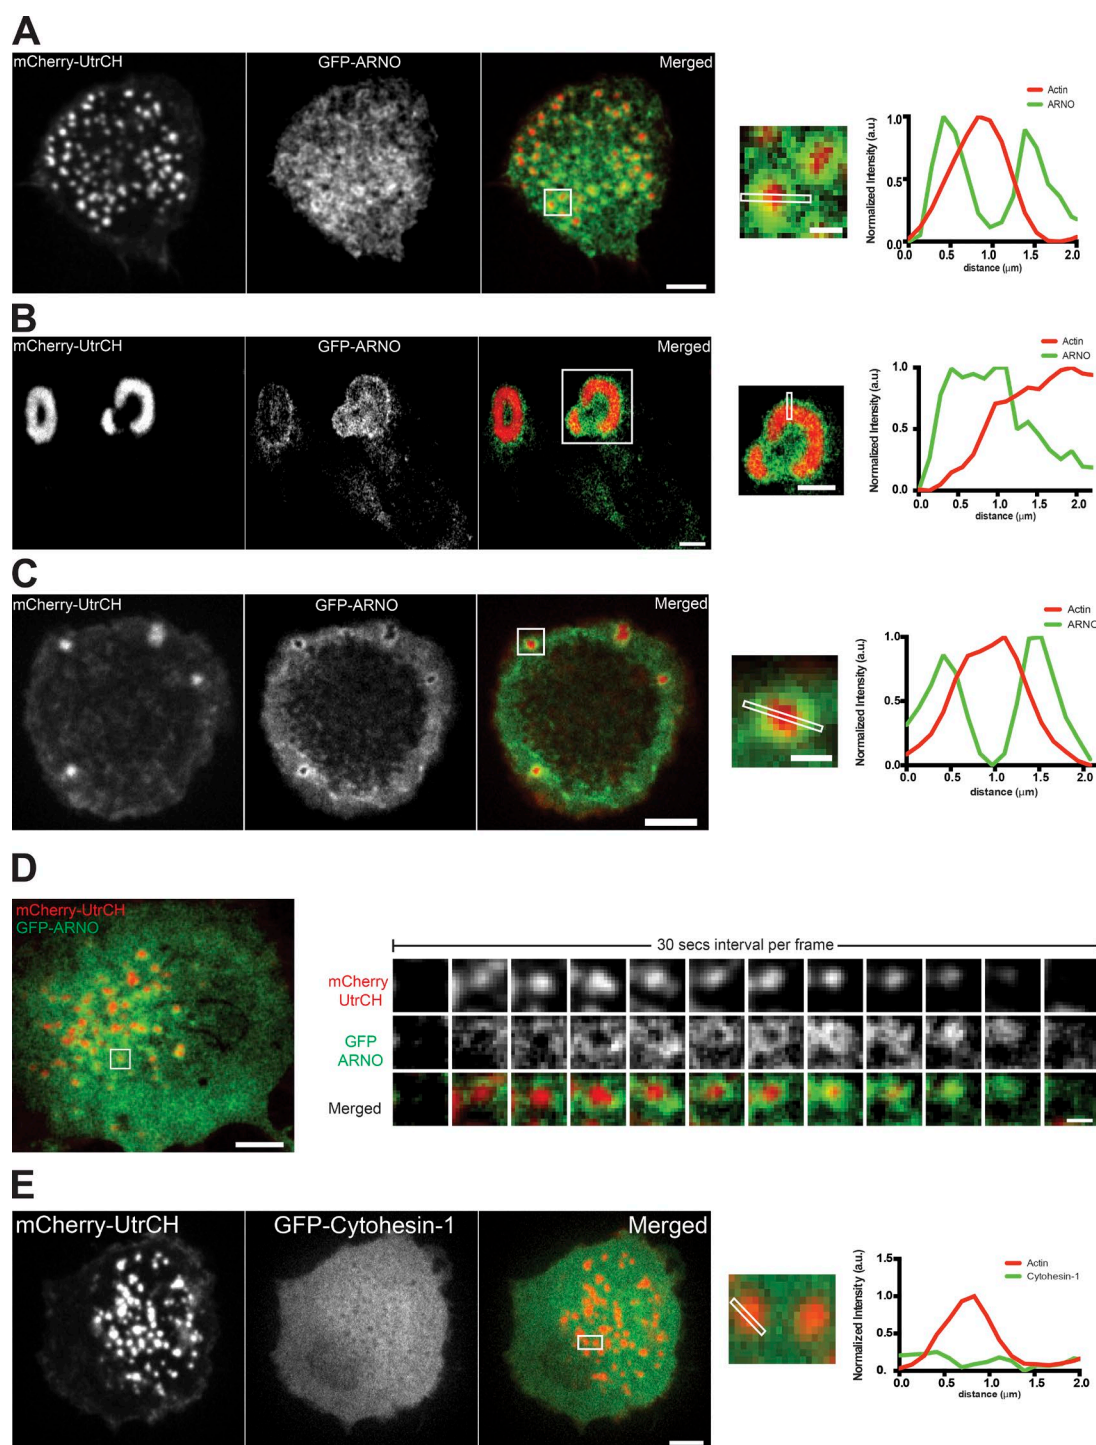 A
mCherry-UtrCH
GFP-ARNO
Merged
Actin
ARNO
Normalized Intensity (a.u.)
1.0
0.5
0.0
0.0 0.5 1.0 1.5 2.0
distance (μm)
B
mCherry-UtrCH
GFP-ARNO
Merged
Actin
ARNO
Normalized Intensity (a.u.)
1.0
0.5
0.0
0.0 0.5 1.0 1.5 2.0
distance (μm)
C
mCherry-UtrCH
GFP-ARNO
Merged
Actin
ARNO
Normalized Intensity (a.u.)
1.0
0.5
0.0
0.0 0.5 1.0 1.5 2.0
distance (μm)
D
mCherry-UtrCH
GFP-ARNO
30 secs interval per frame
mCherry
UtrCH
GFP
ARNO
Merged
E
mCherry-UtrCH
GFP-Cytohesin-1
Merged
Actin
Cytohesin-1
Normalized Intensity (a.u.)
1.5
1.0
0.5
0.
0.0 0.5 1.0 1.5 2.0
distance (μm)